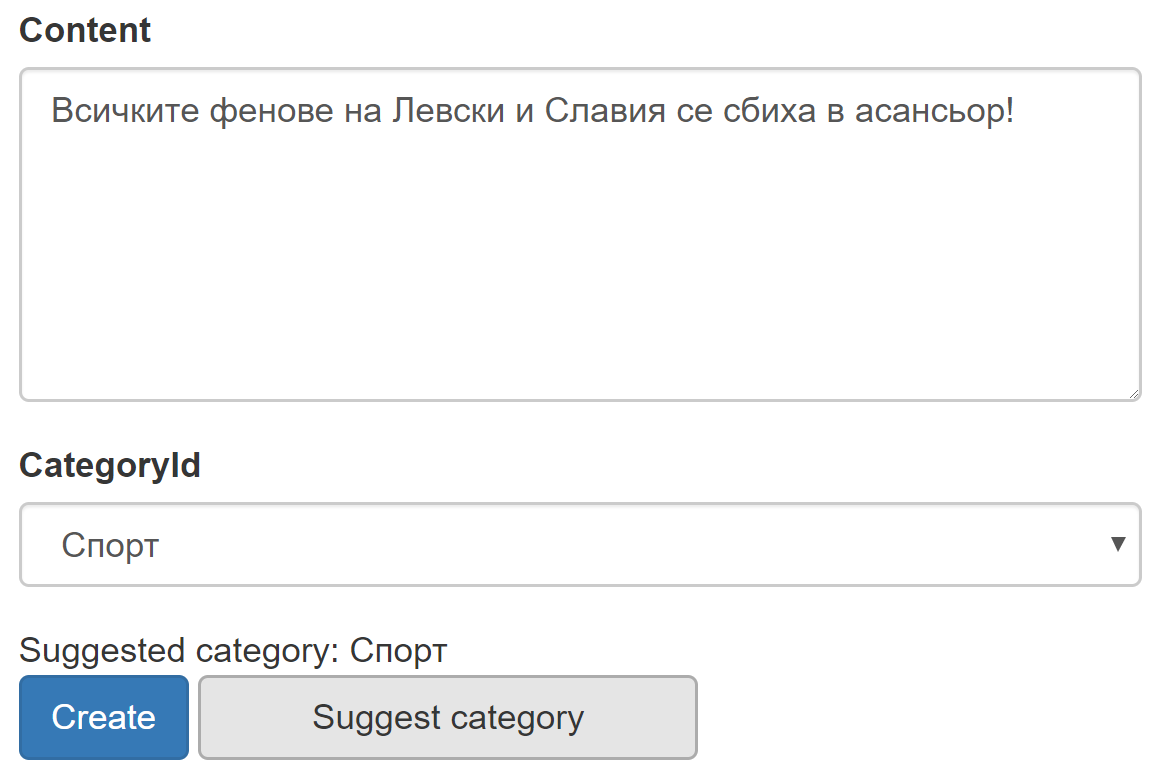 Content
Всичките фенове на Левски и Славия се сбиха в асансьор!
CategoryId
Спорт
Suggested category: Спорт
Create
Suggest category